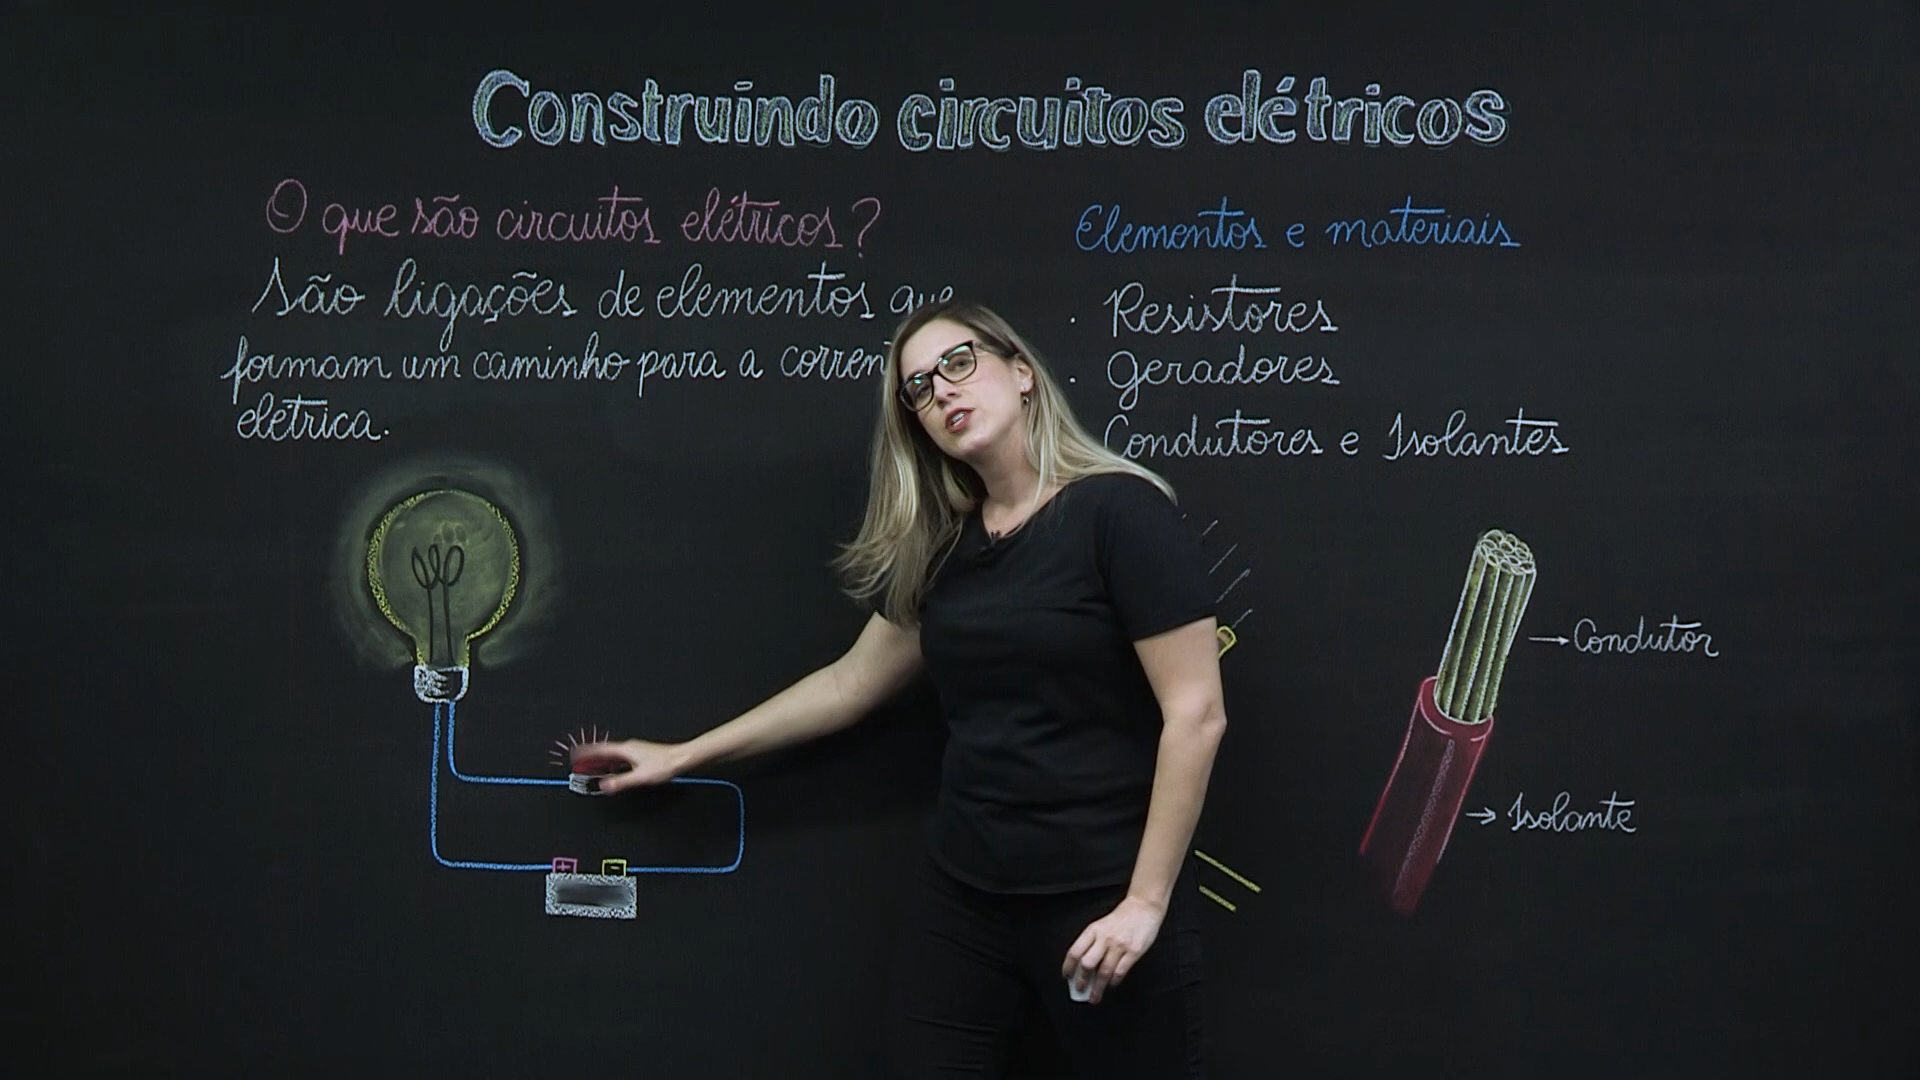 Construindo circuitos elétricos
O que são circuitos elétricos?
São ligações de elementos que
formam um caminho para a
elétrica.
+ -
Elementos e materiais
. Resistores
. Geradores
Condutores e Isolantes
→ Condutor
→ Isolante